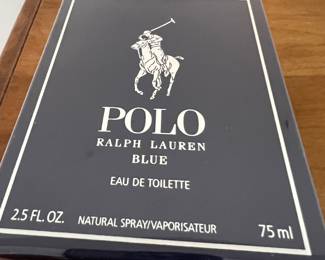 POLO
RALPH LAUREN
BLUE
EAU DE TOILETTE
2.5 FL. OZ. NATURAL SPRAY/VAPORISATEUR 75 ml